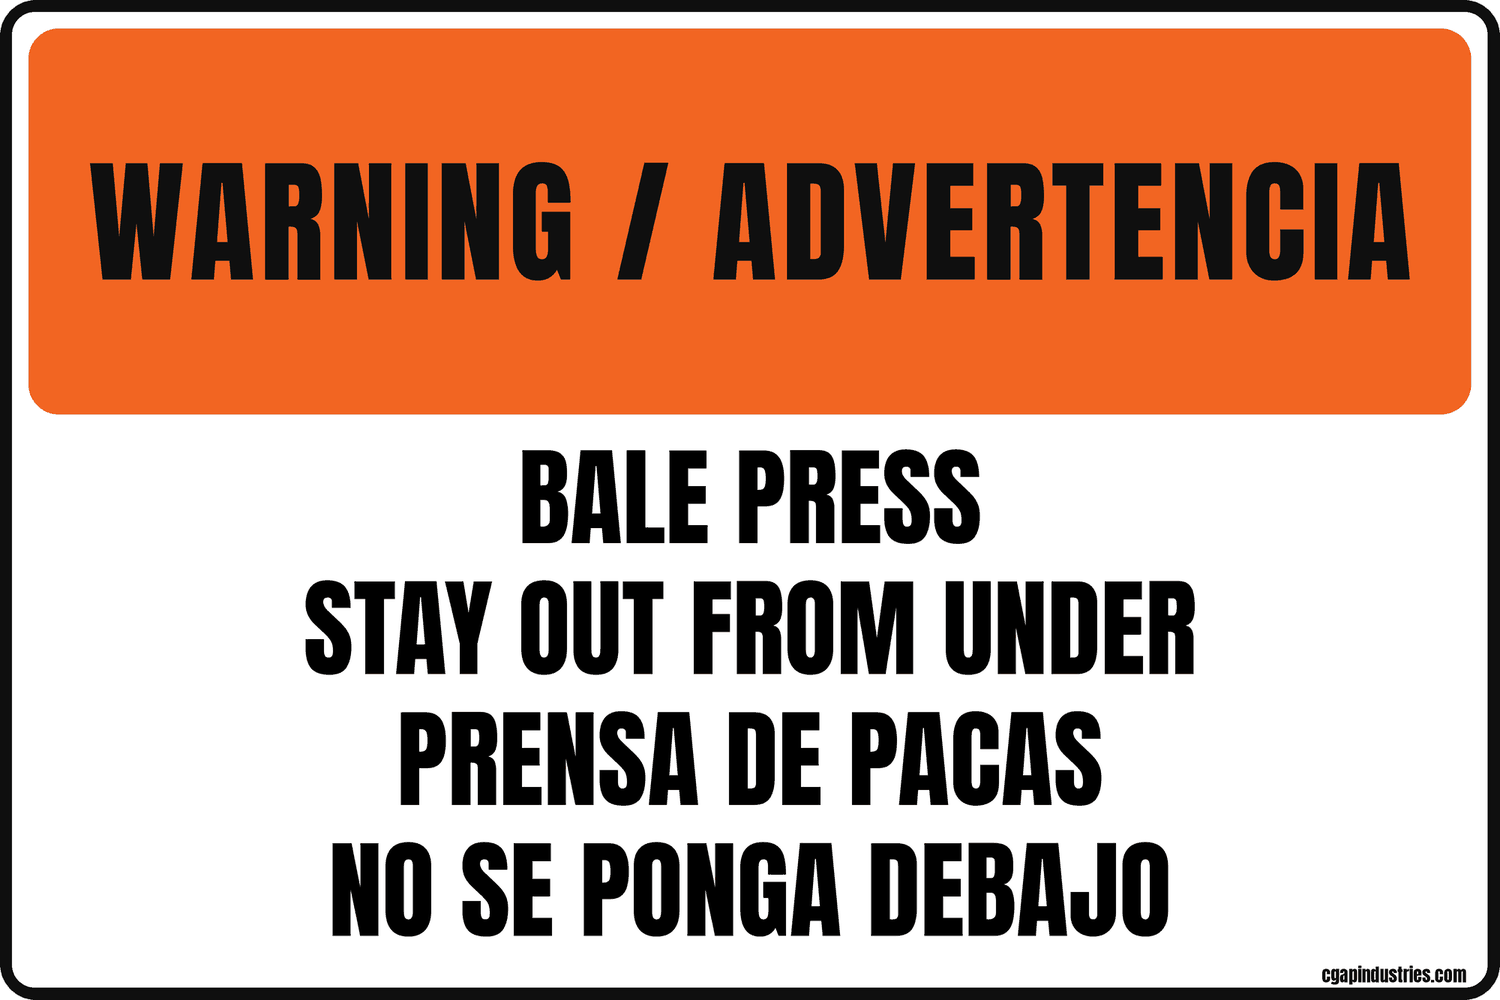 WARNING / ADVERTENCIA
BALE PRESS
STAY OUT FROM UNDER
PRENSA DE PACAS
NO SE PONGA DEBAJO
cgapindustries.com